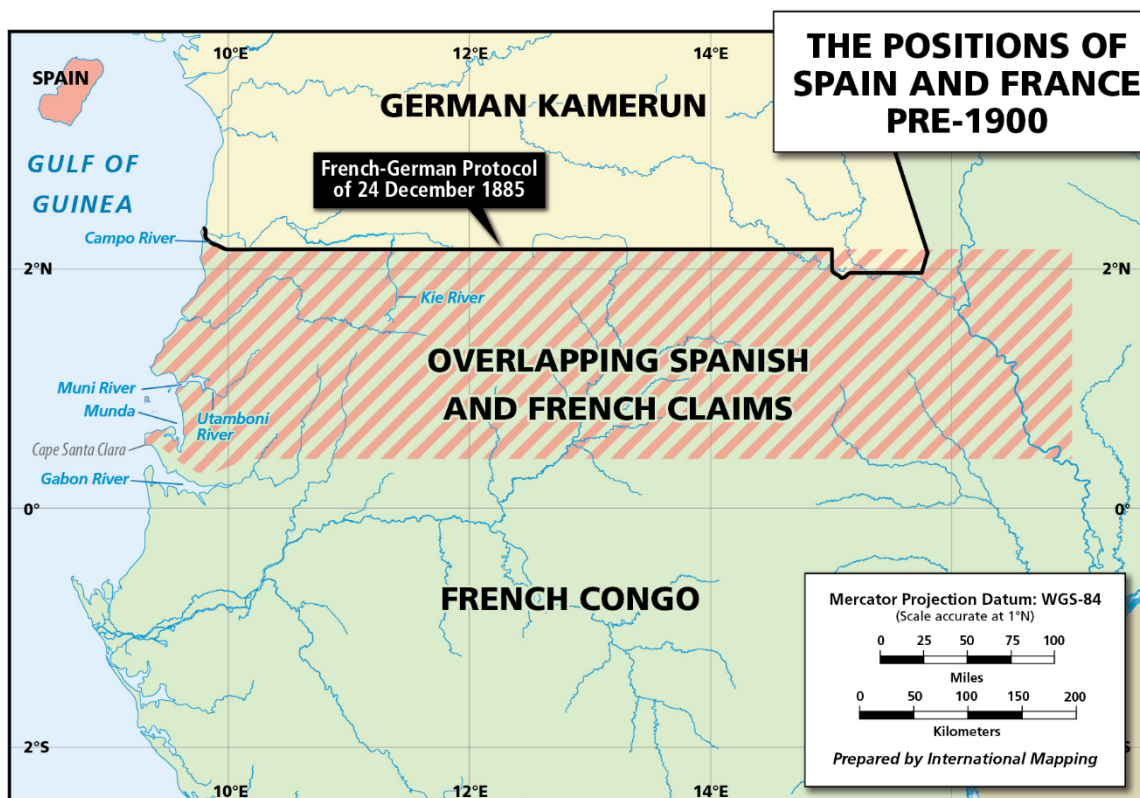 THE POSITIONS OF
SPAIN AND FRANCE
PRE-1900
10°E
12°E
14°E
SPAIN
GERMAN KAMERUN
GULF OF
GUINEA
French-German Protocol
of 24 December 1885
Campo River
2°N
2°N
Kie River
OVERLAPPING SPANISH
AND FRENCH CLAIMS
Muni River
Munda
Utamboni
River
Cape Santa Clara
Gabon River
0°
0°
FRENCH CONGO
Mercator Projection Datum: WGS-84
(Scale accurate at 1°N)
0 25 50 75 100
Miles
0 50 100 150 200
Kilometers
Prepared by International Mapping
2°S
2°S
10°E
12°E
14°E